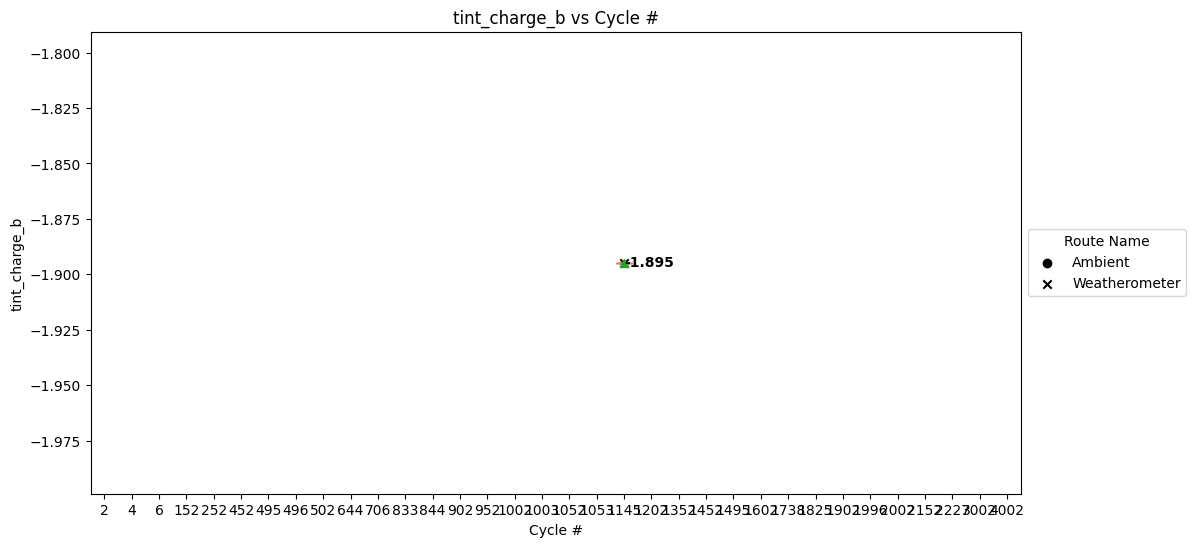 tint_charge_b vs Cycle #
−1.800
−1.825
−1.850
−1.875
−1.900
−1.925
−1.950
−1.975
tint_charge_b
-1.895
Route Name
Ambient
Weatherometer
2 4 6 152 252 452 495 496 502 644 706 833 844 902 952 1002 1003 1052 1053 1145 1202 1352 1452 1495 1602 1738 1825 1902 1996 2002 2152 2227 3002 4002
Cycle #